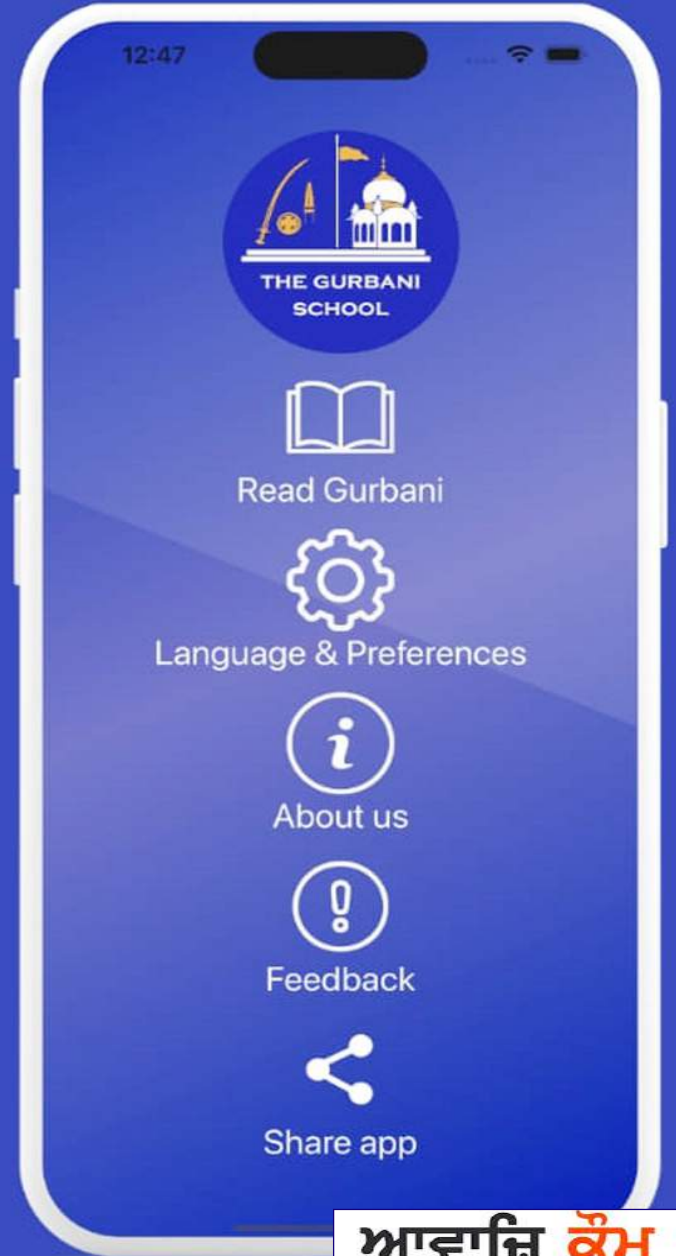 12:47
THE GURBANI
SCHOOL
Read Gurbani
Language & Preferences
i
About us
Feedback
Share app
ਆਵਾਜ਼ਿ ਕੌਮ